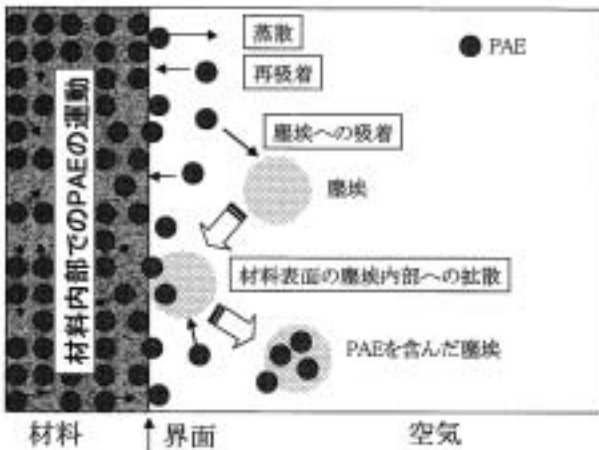 蒸散
PAE
再吸着
塵埃への吸着
塵埃
材料内部でのPAEの運動
材料表面の塵埃内部への拡散
PAEを含んだ塵埃
材料
界面
空気